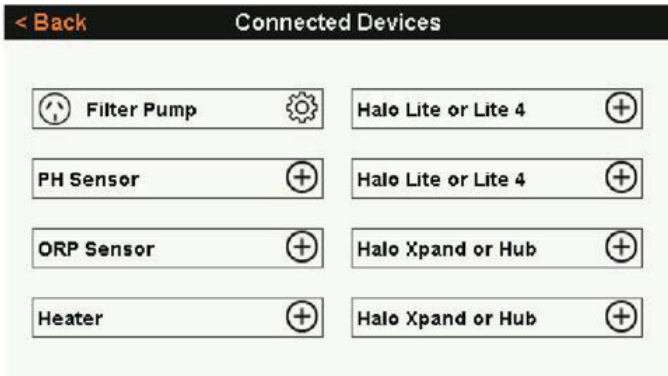 < Back
Connected Devices
Filter Pump
Halo Lite or Lite 4
PH Sensor
Halo Lite or Lite 4
ORP Sensor
Halo Xpand or Hub
Heater
Halo Xpand or Hub